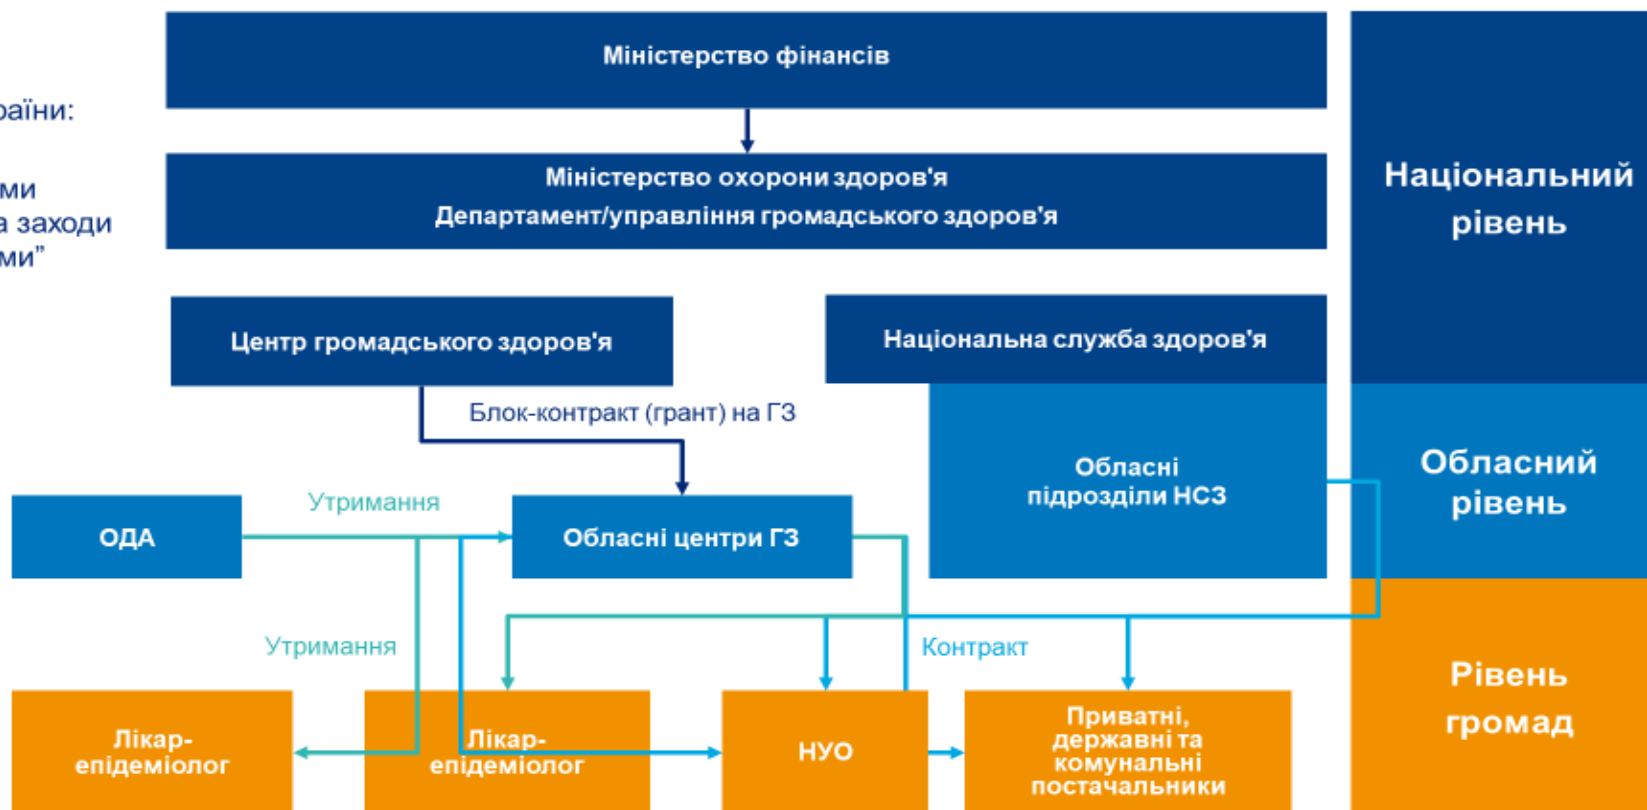 Міністерство фінансів
раїни:
Міністерство охорони здоров'я
Департамент/управління громадського здоров'я
ми
а заходи
ми”
Національний
рівень
Центр громадського здоров'я
Національна служба здоров'я
Блок-контракт (грант) на ГЗ
Обласні
підрозділи НСЗ
Обласний
рівень
Утримання
ОДА
Обласні центри ГЗ
Утримання
Контракт
Рівень
громад
Лікар-
епідеміолог
Лікар-
епідеміолог
НУО
Приватні,
державні та
комунальні
постачальники